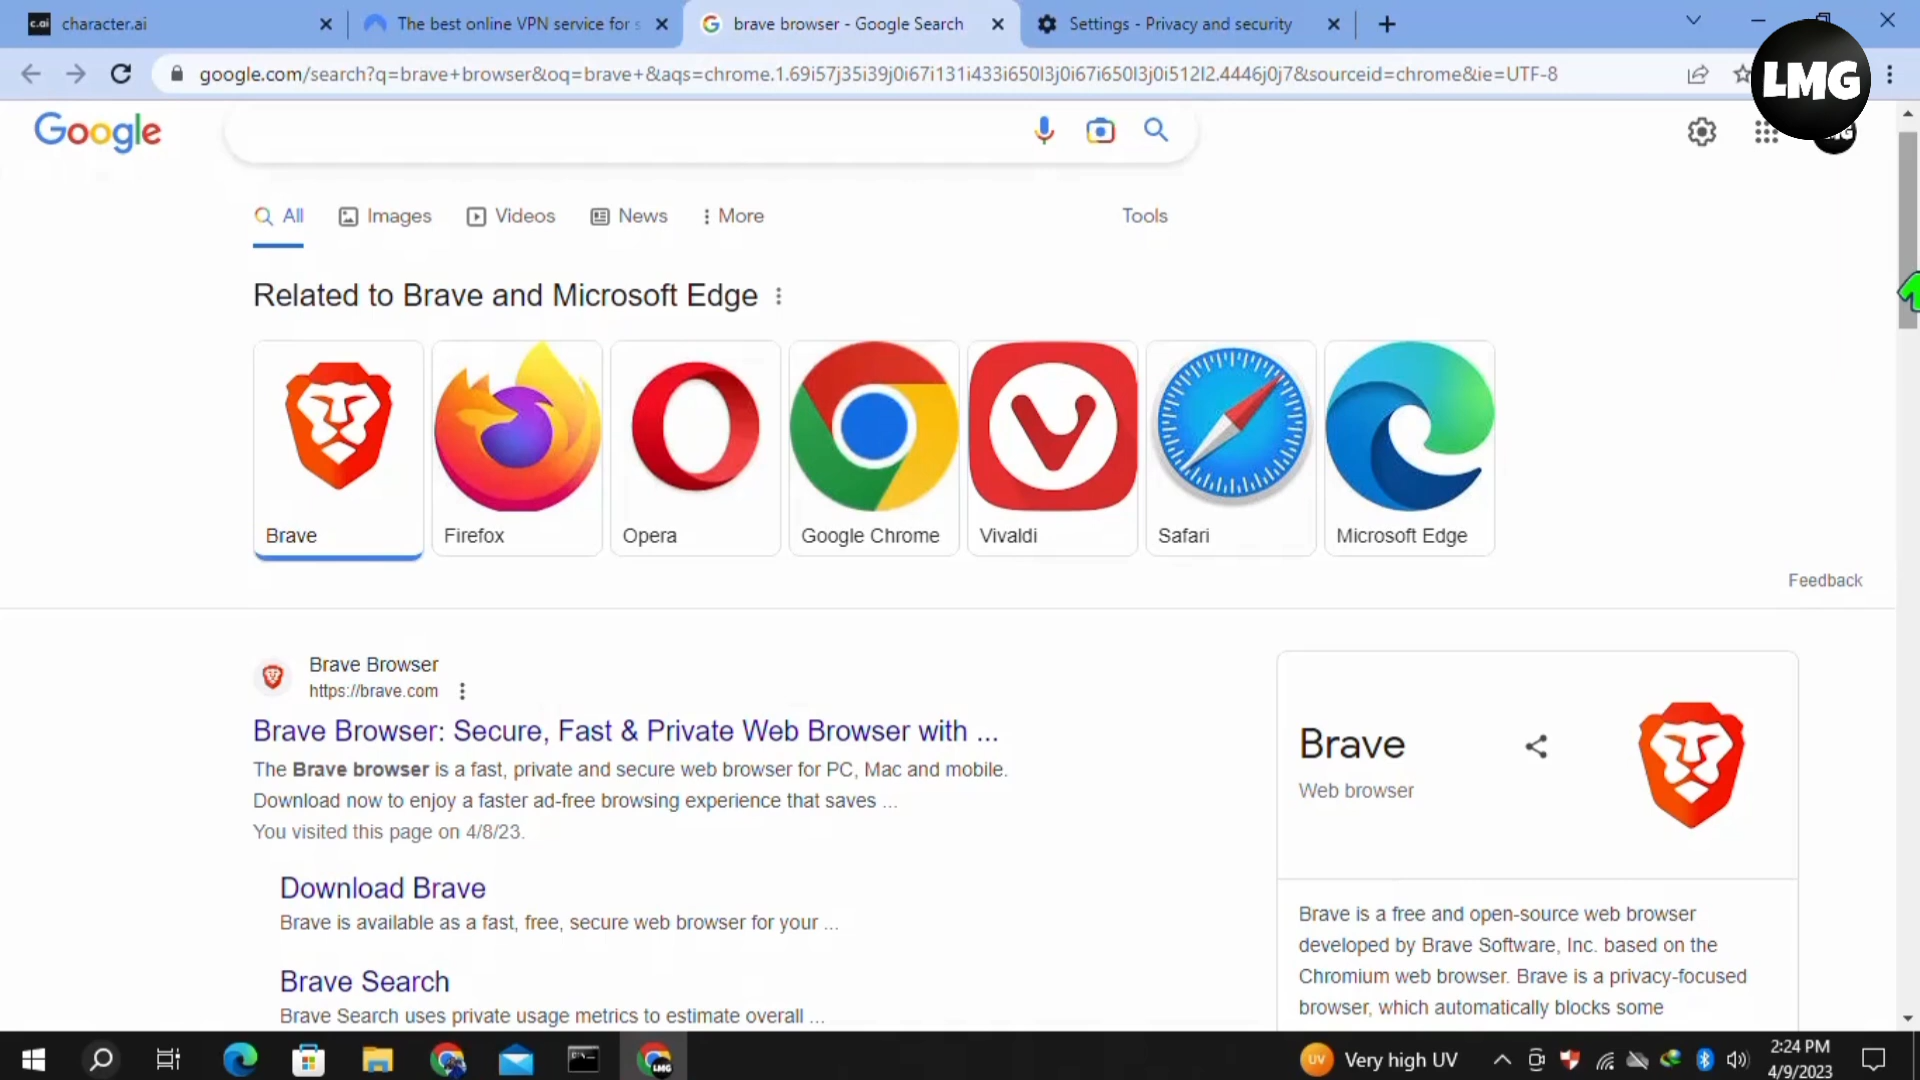 c.ai character.ai
The best online VPN service for s
brave browser - Google Search
Settings - Privacy and security
google.com/search?q=brave+browser&oq=brave+&aqs=chrome.1.69i57j35i39j0i67i131i433i650l3j0i67i650l3j0i512l2.4446j0j7&sourceid=chrome&ie=UTF-8
LMG
Google
All
Images
Videos
News
More
Tools
Related to Brave and Microsoft Edge
Brave
Firefox
Opera
Google Chrome
Vivaldi
Safari
Microsoft Edge
Feedback
Brave Browser
https://brave.com
Brave Browser: Secure, Fast & Private Web Browser with ...
The Brave browser is a fast, private and secure web browser for PC, Mac and mobile.
Download now to enjoy a faster ad-free browsing experience that saves ...
You visited this page on 4/8/23.
Download Brave
Brave is available as a fast, free, secure web browser for your ...
Brave Search
Brave Search uses private usage metrics to estimate overall ...
Brave
Web browser
Brave is a free and open-source web browser
developed by Brave Software, Inc. based on the
Chromium web browser. Brave is a privacy-focused
browser, which automatically blocks some
LMG
UV Very high UV
2:24 PM
4/9/2023